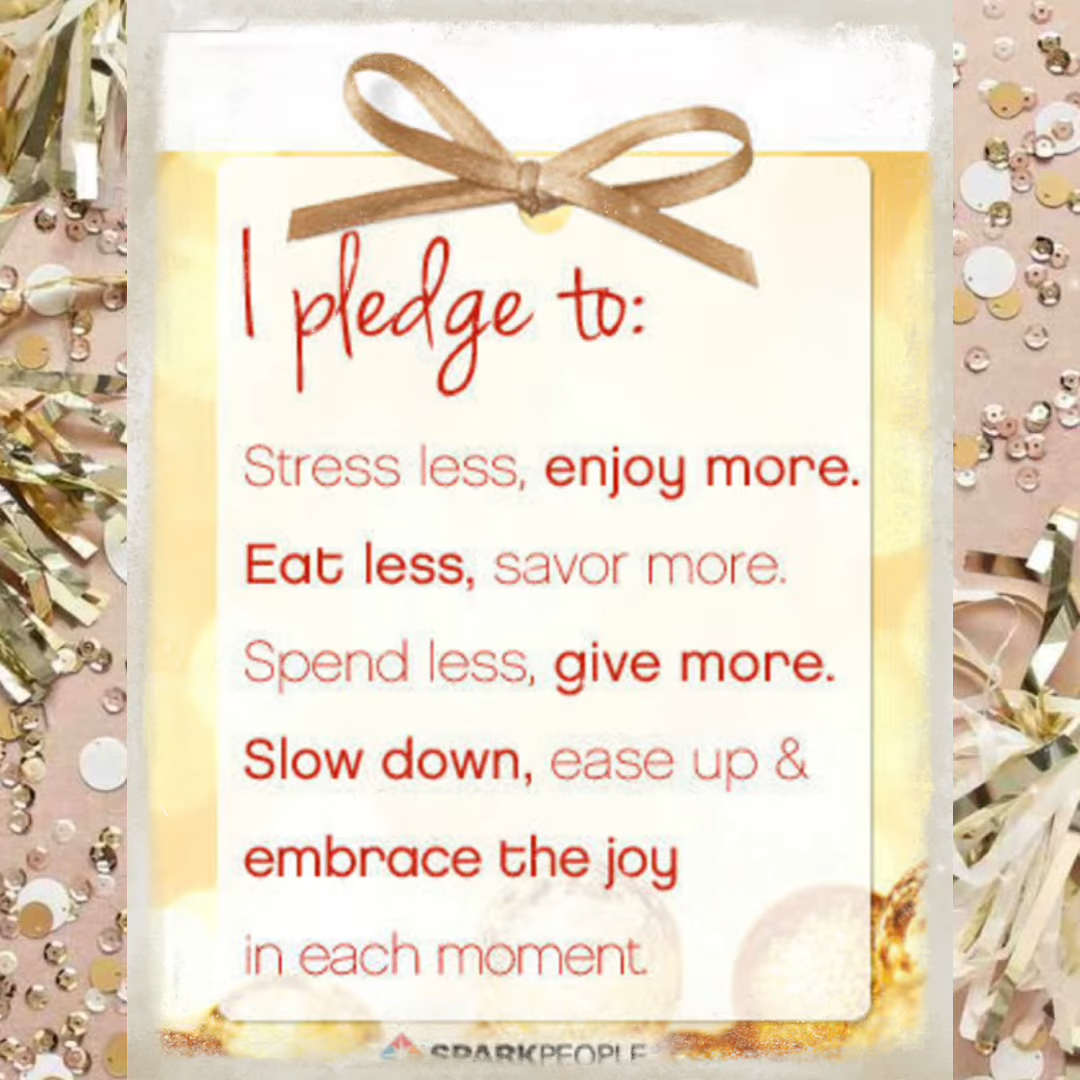 I pledge to:
Stress less, enjoy more.
Eat less, savor more.
Spend less, give more.
Slow down, ease up &
embrace the joy
in each moment.
SPARKPEOPLE